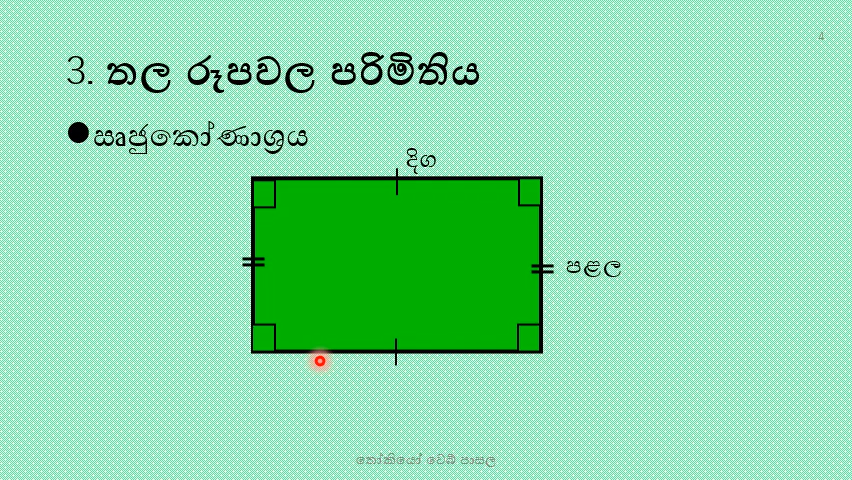 4
3. තල රූපවල පරිමිතිය
●සෘජුකෝණාශ්‍රය
දිග
පළල
තෝකියෝ වෙබ් පාසල